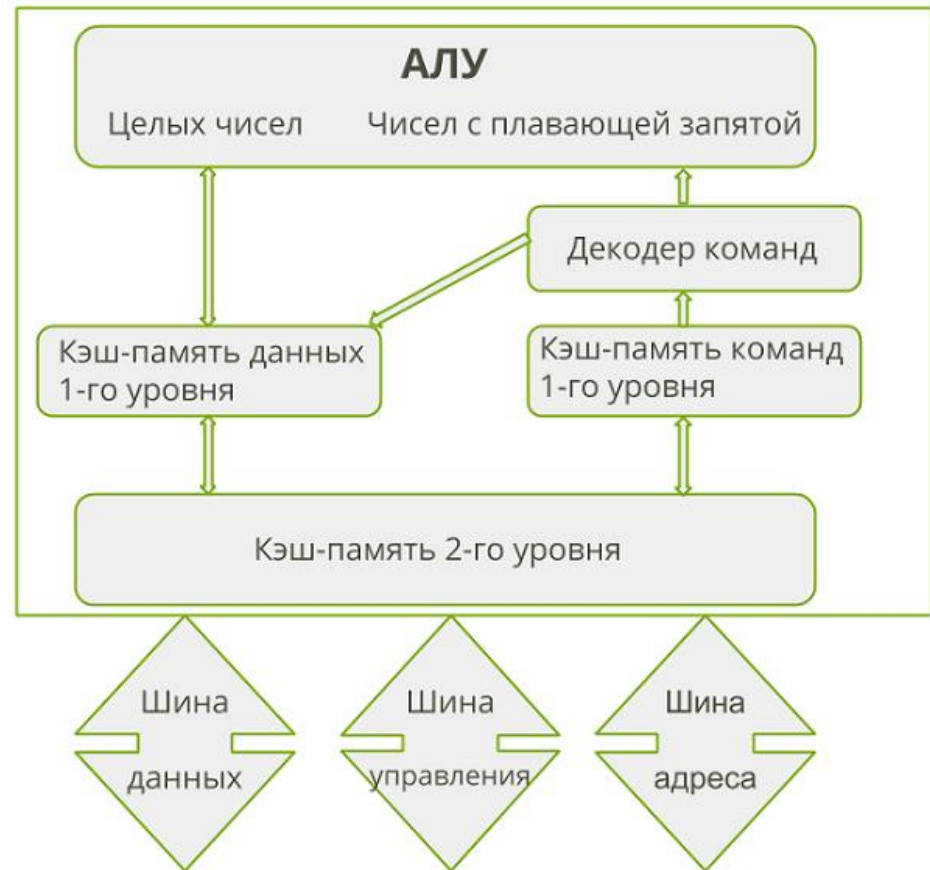 АЛУ
Целых чисел Чисел с плавающей запятой
Декодер команд
Кэш-память данных
1-го уровня
Кэш-память команд
1-го уровня
Кэш-память 2-го уровня
Шина
данных
Шина
управления
Шина
адреса